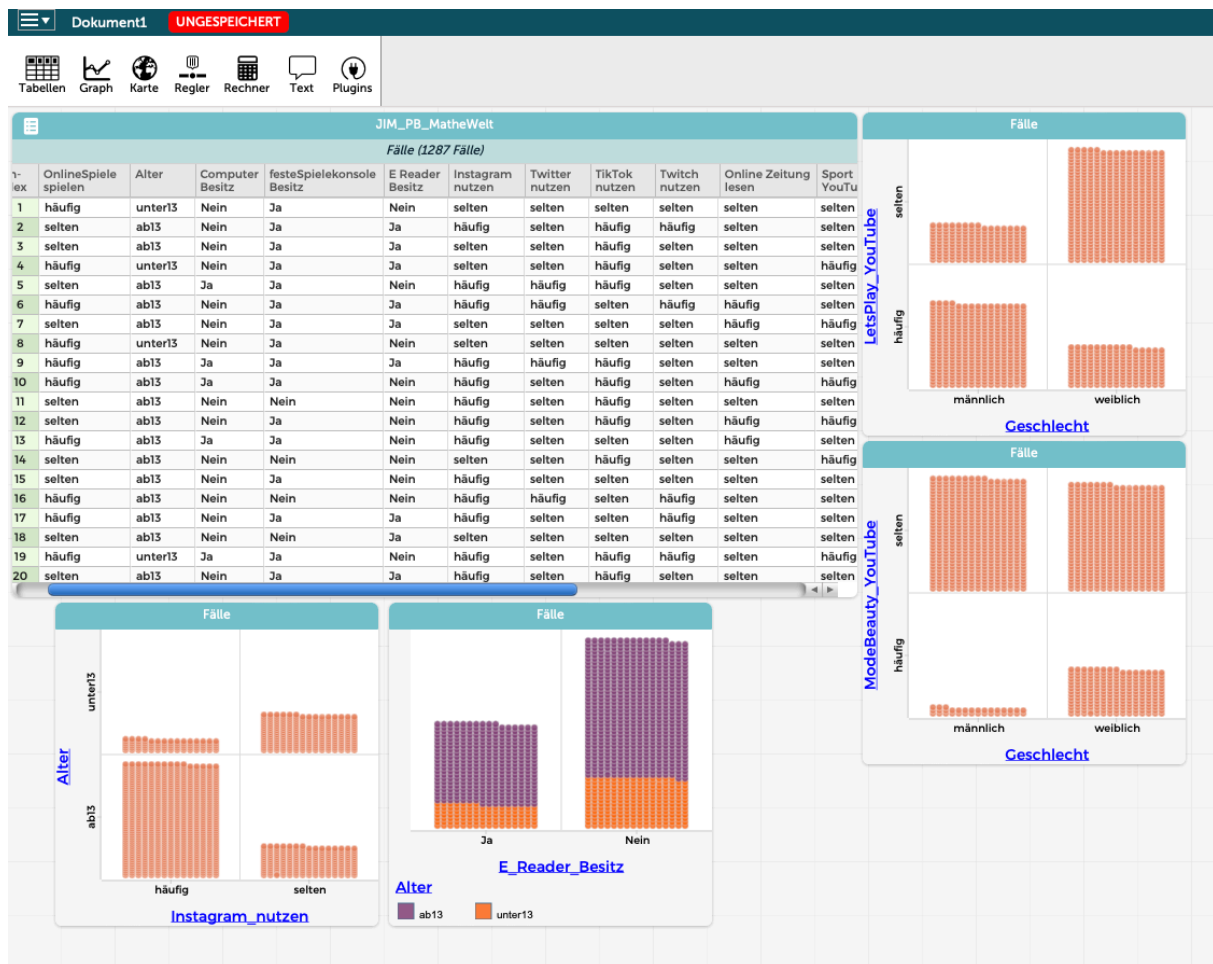 Dokument1 UNGESPEICHERT
Tabellen Graph Karte Regler Rechner Text Plugins
JIM_PB_MatheWelt
Fälle (1287 Fälle)
n- OnlineSpiele Alter Computer festeSpielekonsole E Reader Instagram Twitter TikTok Twitch Online Zeitung Sport
lex spielen Besitz Besitz Besitz nutzen nutzen nutzen nutzen lesen YouTu
1 häufig unter13 Nein Ja Nein selten selten selten selten selten selten
2 selten ab13 Nein Ja Ja häufig selten häufig häufig selten selten
3 selten ab13 Nein Ja Ja selten selten häufig selten selten selten
4 häufig unter13 Nein Ja Ja selten selten häufig selten selten häufig
5 selten ab13 Ja Ja Nein häufig häufig häufig selten selten selten
6 häufig ab13 Nein Ja Ja häufig häufig selten häufig häufig selten
7 selten ab13 Nein Ja Ja selten selten selten selten häufig häufig
8 häufig unter13 Nein Ja Nein selten selten selten selten selten häufig
9 häufig ab13 Ja Ja Ja häufig häufig häufig selten selten selten
10 häufig ab13 Ja Ja Nein häufig selten häufig selten häufig häufig
11 selten ab13 Nein Nein Nein häufig selten häufig selten selten selten
12 selten ab13 Nein Ja Nein häufig selten selten selten häufig häufig
13 häufig ab13 Ja Ja Nein häufig selten häufig selten häufig selten
14 selten ab13 Nein Nein Nein selten selten häufig selten selten häufig
15 selten ab13 Nein Ja Nein häufig selten häufig selten selten selten
16 häufig ab13 Nein Nein Nein häufig häufig selten häufig selten selten
17 häufig ab13 Nein Ja Ja häufig selten selten häufig selten selten
18 selten ab13 Nein Nein Ja selten selten selten selten selten selten
19 häufig unter13 Ja Ja Nein häufig selten häufig häufig selten häufig
20 selten ab13 Nein Ja Ja häufig selten häufig selten selten selten
Fälle
LetsPlay_YouTube
selten
häufig
männlich weiblich
Geschlecht
Fälle
ModeBeauty_YouTube
selten
häufig
männlich weiblich
Geschlecht
Fälle
Alter
unter13
ab13
häufig selten
Instagram_nutzen
Fälle
Ja Nein
E_Reader_Besitz
Alter
ab13 unter13